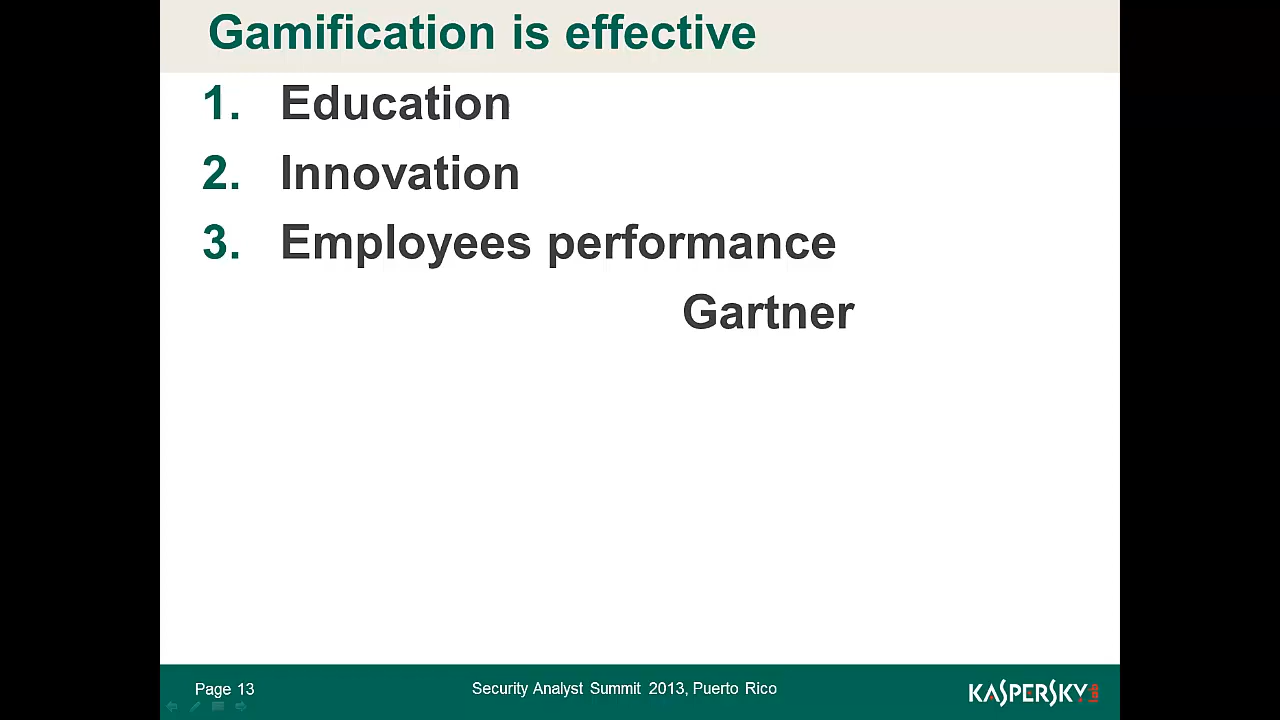 Gamification is effective
1. Education
2. Innovation
3. Employees performance
Gartner
Page 13
Security Analyst Summit 2013, Puerto Rico
KASPERSKY lab